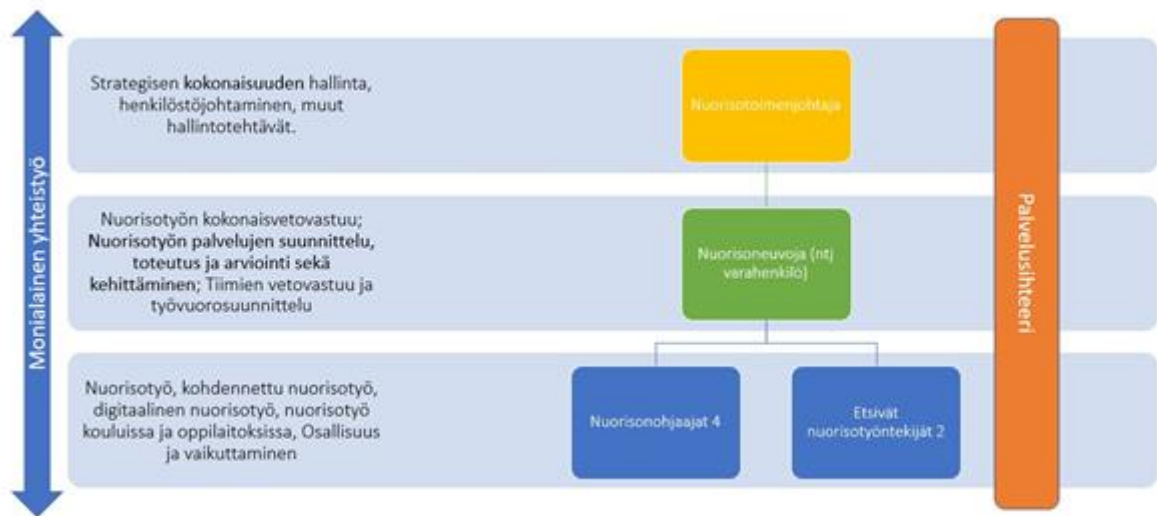 Monialainen yhteistyö
Strategisen kokonaisuuden hallinta,
henkilöstöjohtaminen, muut
hallintotehtävät.
Nuorisotoimenjohtaja
Nuorisotyön kokonaisvetovastuu;
Nuorisotyön palvelujen suunnittelu,
toteutus ja arviointi sekä
kehittäminen; Tiimien vetovastuu ja
työvuorosuunnittelu
Nuorisoneuvoja (ntj
varahenkilö)
Nuorisotyö, kohdennettu nuorisotyö,
digitaalinen nuorisotyö, nuorisotyö
kouluissa ja oppilaitoksissa, Osallisuus
ja vaikuttaminen
Nuorisonohjaajat 4
Etsivät
nuorisotyöntekijät 2
Palvelusihteeri